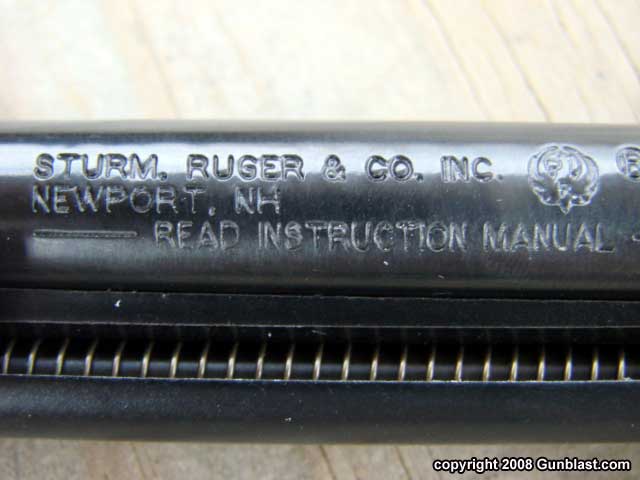 STURM, RUGER & CO. INC.
NEWPORT, NH
READ INSTRUCTION MANUAL
copyright 2008 Gunblast.com